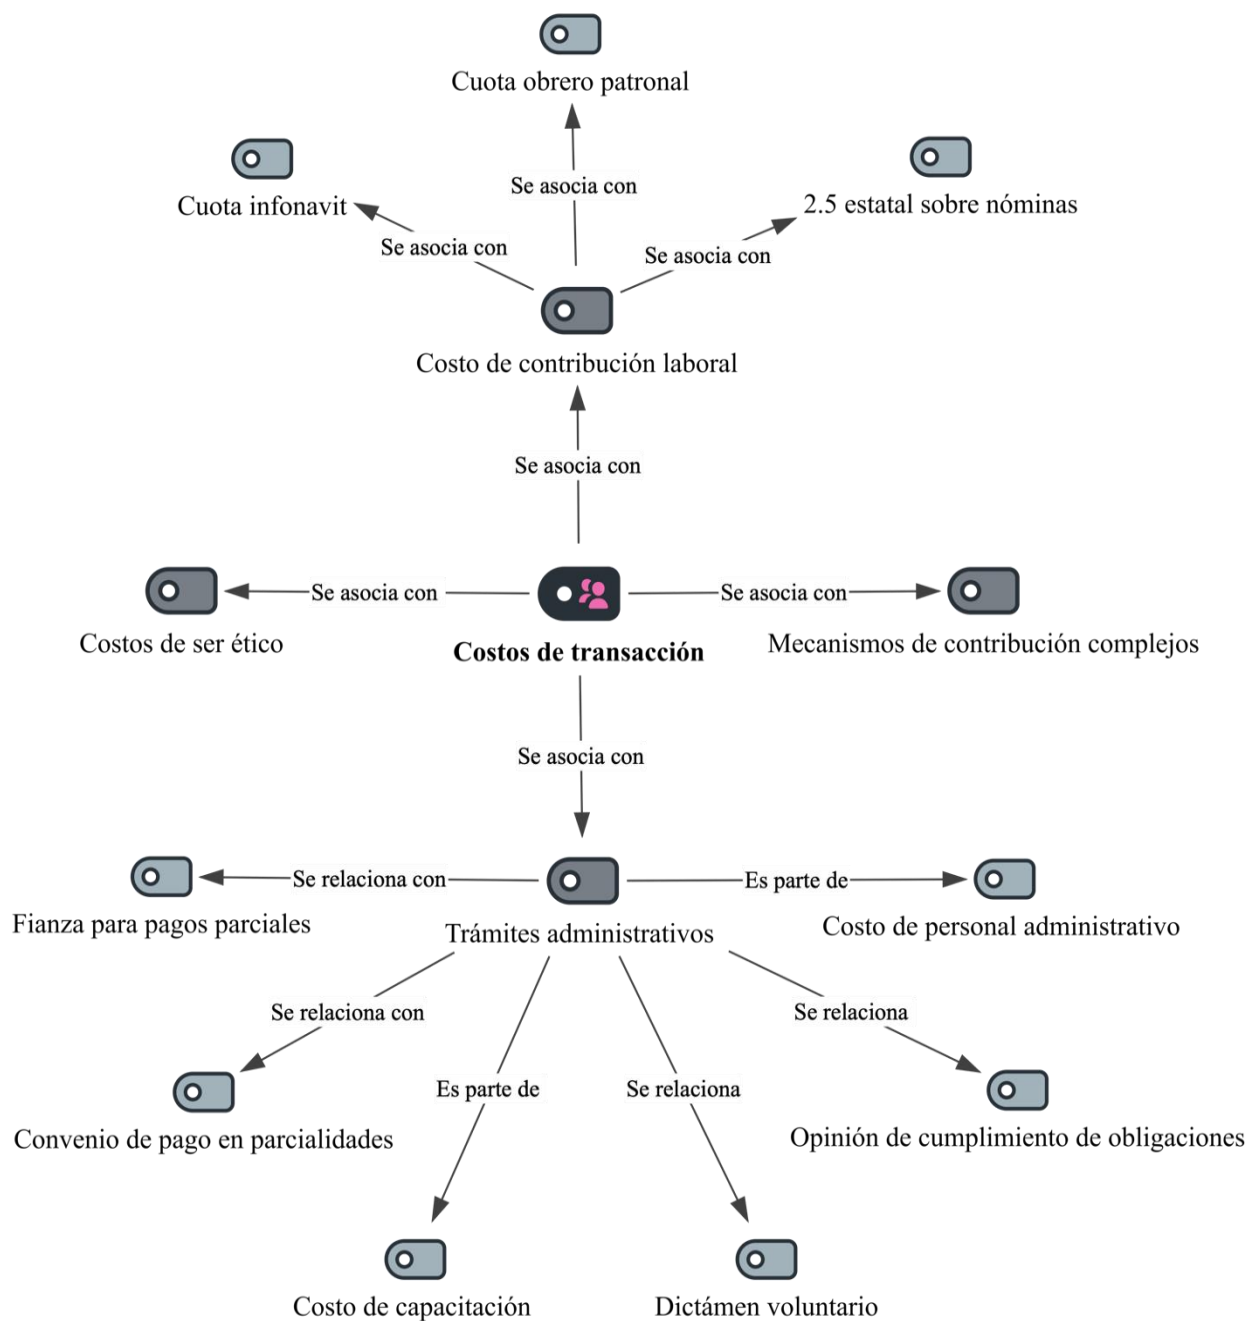 Cuota obrero patronal
Se asocia con
Cuota infonavit
2.5 estatal sobre nóminas
Se asocia con
Se asocia con
Costo de contribución laboral
Se asocia con
Se asocia con
Se asocia con
Costos de ser ético
Costos de transacción
Mecanismos de contribución complejos
Se asocia con
Se relaciona con
Es parte de
Fianza para pagos parciales
Trámites administrativos
Costo de personal administrativo
Se relaciona con
Se relaciona
Es parte de
Se relaciona
Convenio de pago en parcialidades
Opinión de cumplimiento de obligaciones
Costo de capacitación
Dictámen voluntario